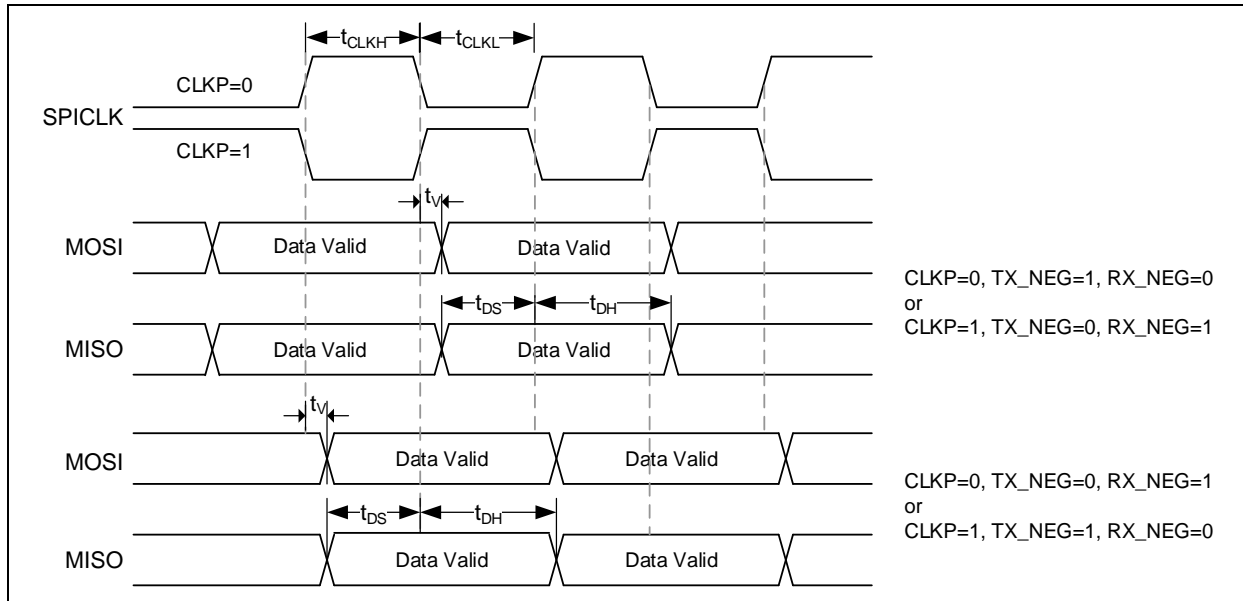 tCLKH tCLKL
CLKP=0
SPICLK
CLKP=1
tV
MOSI Data Valid Data Valid
CLKP=0, TX_NEG=1, RX_NEG=0
or
CLKP=1, TX_NEG=0, RX_NEG=1
tDS tDH
MISO Data Valid Data Valid
tV
MOSI Data Valid Data Valid
CLKP=0, TX_NEG=0, RX_NEG=1
or
CLKP=1, TX_NEG=1, RX_NEG=0
tDS tDH
MISO Data Valid Data Valid